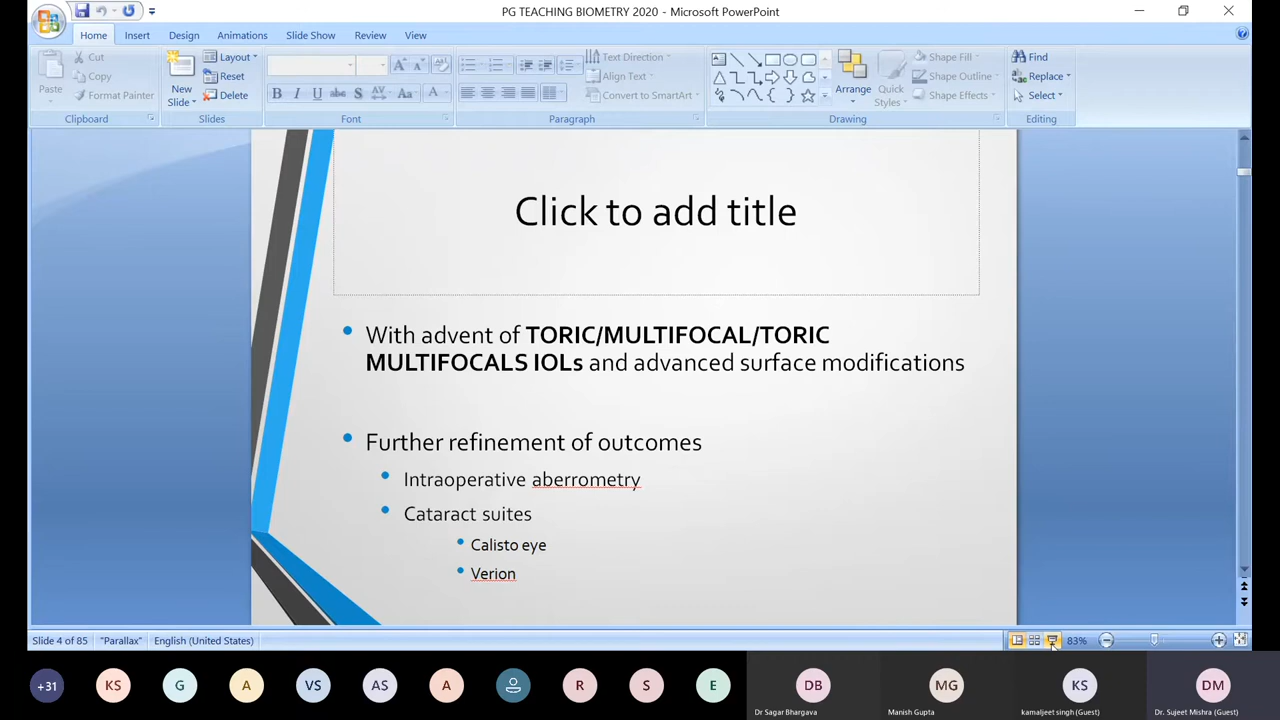 PG TEACHING BIOMETRY 2020 - Microsoft PowerPoint
Home Insert Design Animations Slide Show Review View
Paste
Cut
Copy
Format Painter
Clipboard
New Slide
Layout
Reset
Delete
Slides
B I U abc S AV Aa A
Font
Text Direction
Align Text
Convert to SmartArt
Paragraph
Arrange
Quick Styles
Shape Fill
Shape Outline
Shape Effects
Drawing
Find
Replace
Select
Editing
Click to add title
With advent of TORIC/MULTIFOCAL/TORIC
MULTIFOCALS IOLs and advanced surface modifications
Further refinement of outcomes
Intraoperative aberrometry
Cataract suites
Calisto eye
Verion
Slide 4 of 85 "Parallax" English (United States) 83%
+31 KS G A VS AS A R S E DB MG KS DM
Dr Sagar Bhargava Manish Gupta kamaljeet singh (Guest) Dr. Sujeet Mishra (Guest)